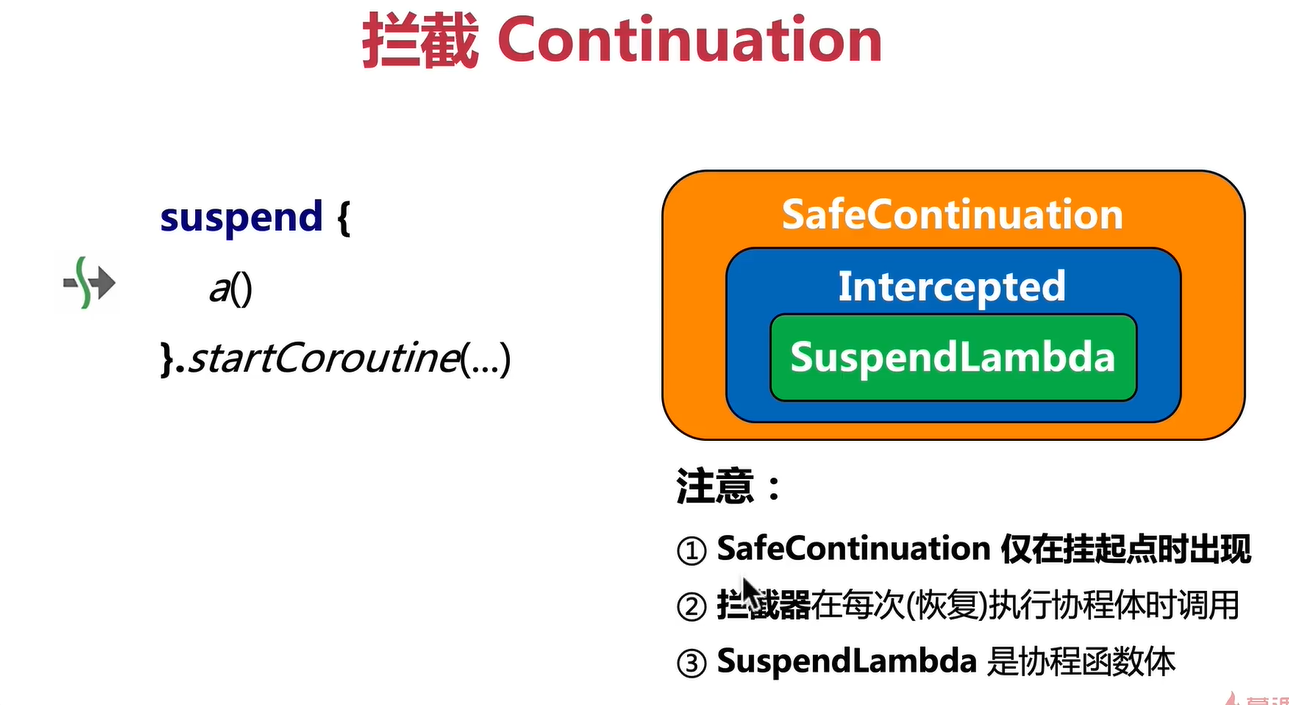 拦截 Continuation
suspend {
a()
}.startCoroutine(...)
SafeContinuation
Intercepted
SuspendLambda
注意：
① SafeContinuation 仅在挂起点时出现
② 拦截器在每次(恢复)执行协程体时调用
③ SuspendLambda 是协程函数体